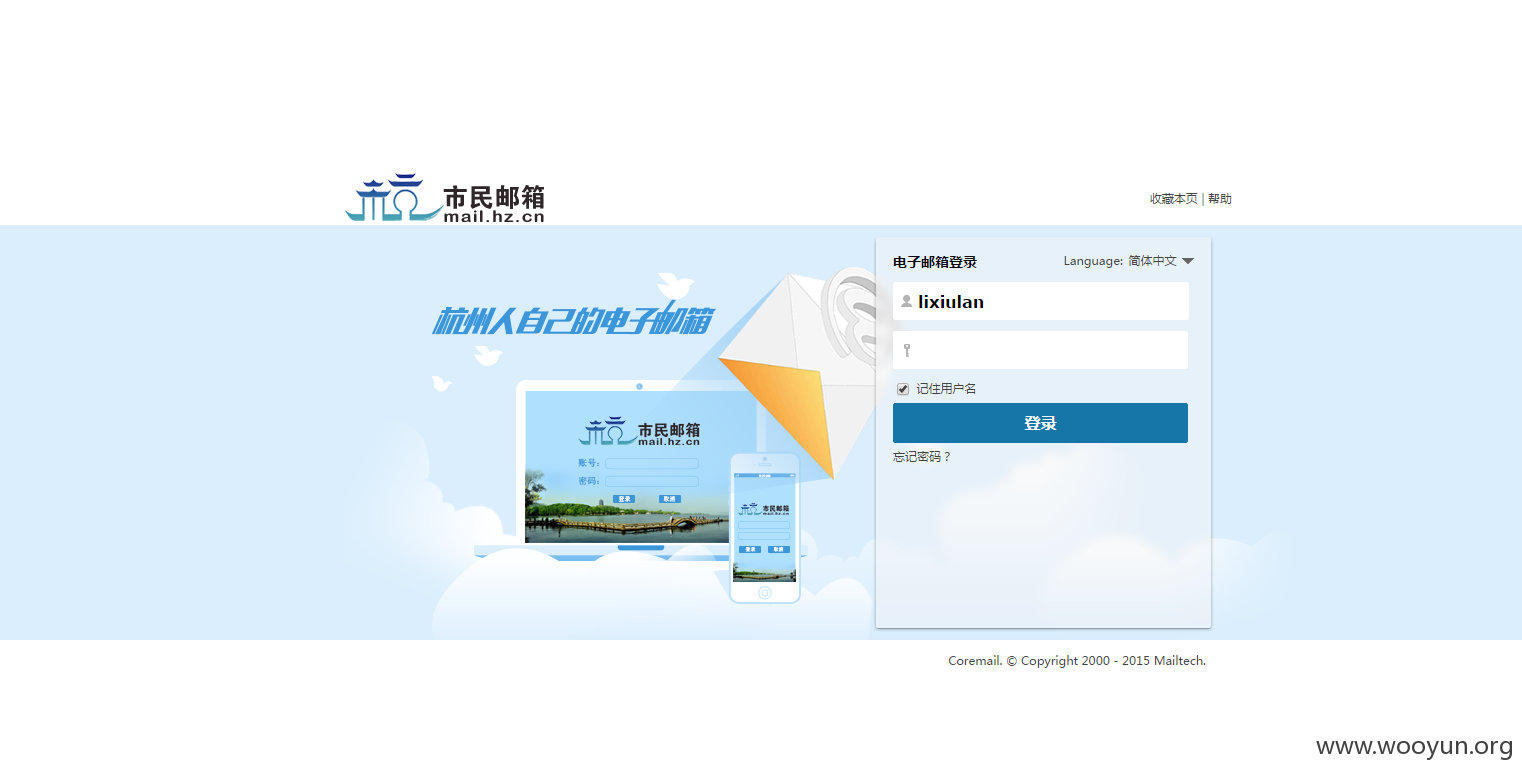 市民邮箱
mail.hz.cn
收藏本页 | 帮助
电子邮箱登录
Language: 简体中文
lixiulan
杭州人自己的电子邮箱
记住用户名
登录
忘记密码？
市民邮箱
mail.hz.cn
账号：
密码：
登录 取消
市民邮箱
mail.hz.cn
登录 取消
Coremail. © Copyright 2000 - 2015 Mailtech.
www.wooyun.org